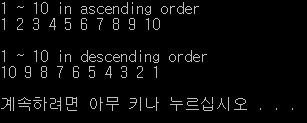 1 ~ 10 in ascending order
1 2 3 4 5 6 7 8 9 10
1 ~ 10 in descending order
10 9 8 7 6 5 4 3 2 1
계속하려면 아무 키나 누르십시오 . . .